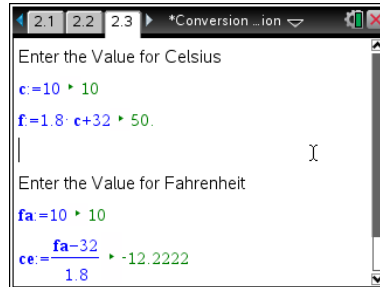 2.1 2.2 2.3 *Conversion ...ion
Enter the Value for Celsius
c:=10 ▸ 10
f:=1.8· c+32 ▸ 50.
Enter the Value for Fahrenheit
fa:=10 ▸ 10
ce:=(fa−32)/1.8 ▸ -12.2222